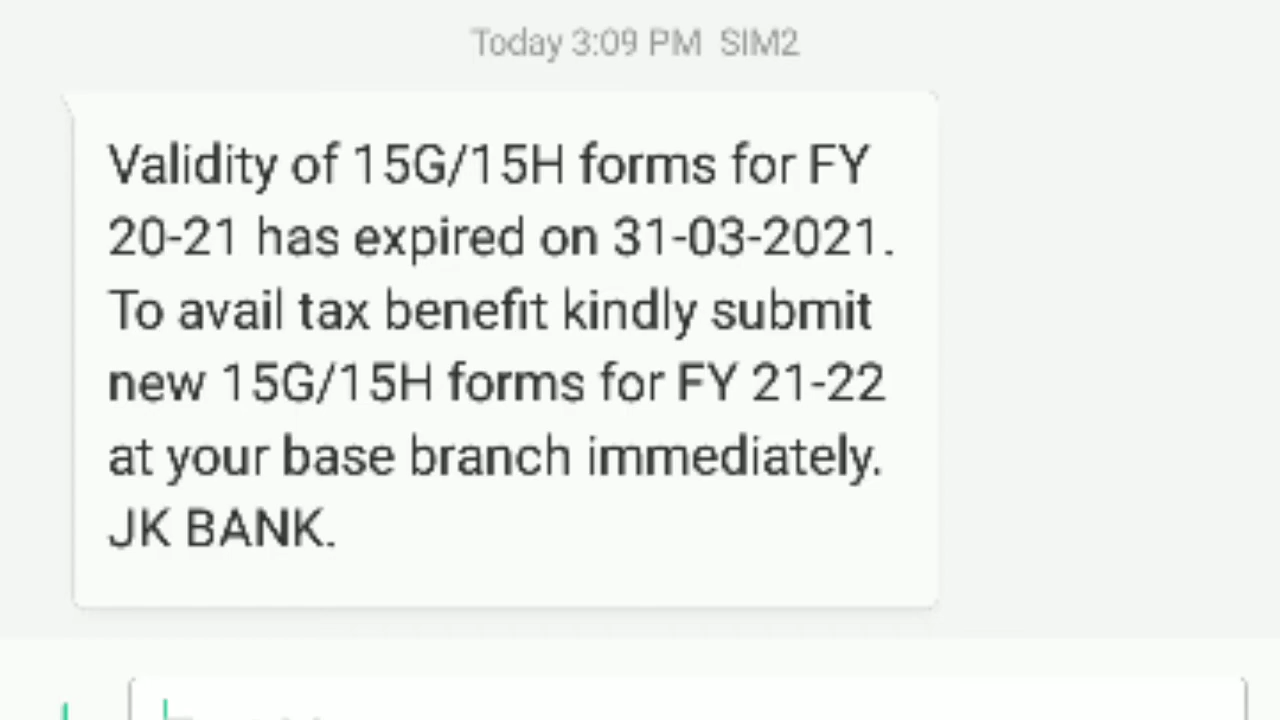 Today 3:09 PM SIM2
Validity of 15G/15H forms for FY
20-21 has expired on 31-03-2021.
To avail tax benefit kindly submit
new 15G/15H forms for FY 21-22
at your base branch immediately.
JK BANK.